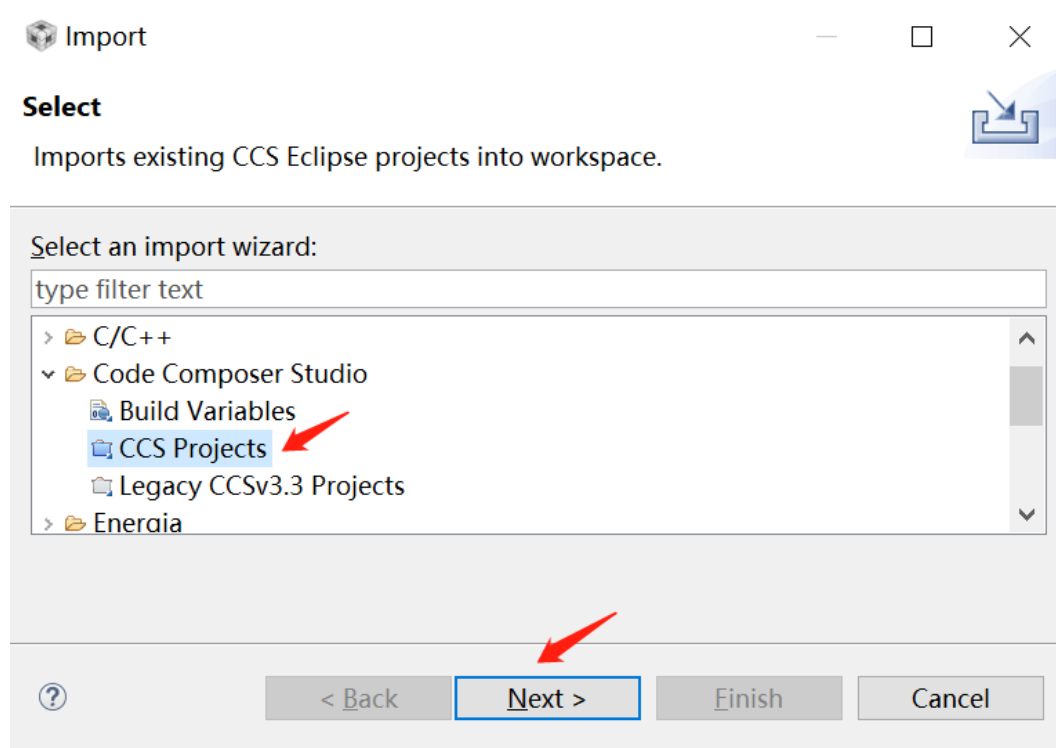 Import
Select
Imports existing CCS Eclipse projects into workspace.
Select an import wizard:
type filter text
C/C++
Code Composer Studio
Build Variables
CCS Projects
Legacy CCSv3.3 Projects
Energia
< Back Next > Finish Cancel